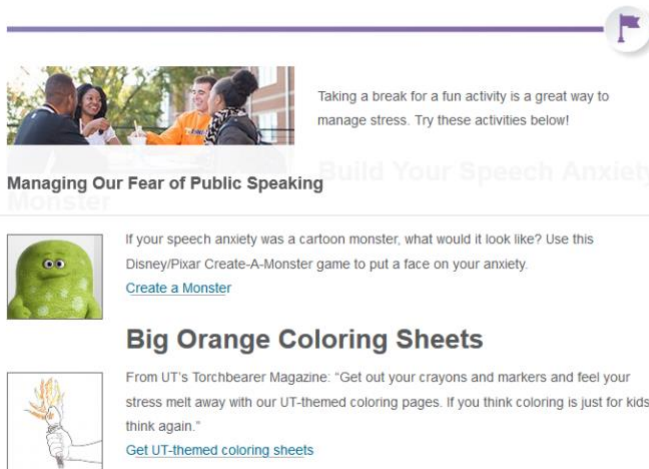 Taking a break for a fun activity is a great way to
manage stress. Try these activities below!
Build Your Speech Anxiety
Monster
Managing Our Fear of Public Speaking
If your speech anxiety was a cartoon monster, what would it look like? Use this
Disney/Pixar Create-A-Monster game to put a face on your anxiety.
Create a Monster
Big Orange Coloring Sheets
From UT's Torchbearer Magazine: “Get out your crayons and markers and feel your
stress melt away with our UT-themed coloring pages. If you think coloring is just for kids
think again.”
Get UT-themed coloring sheets